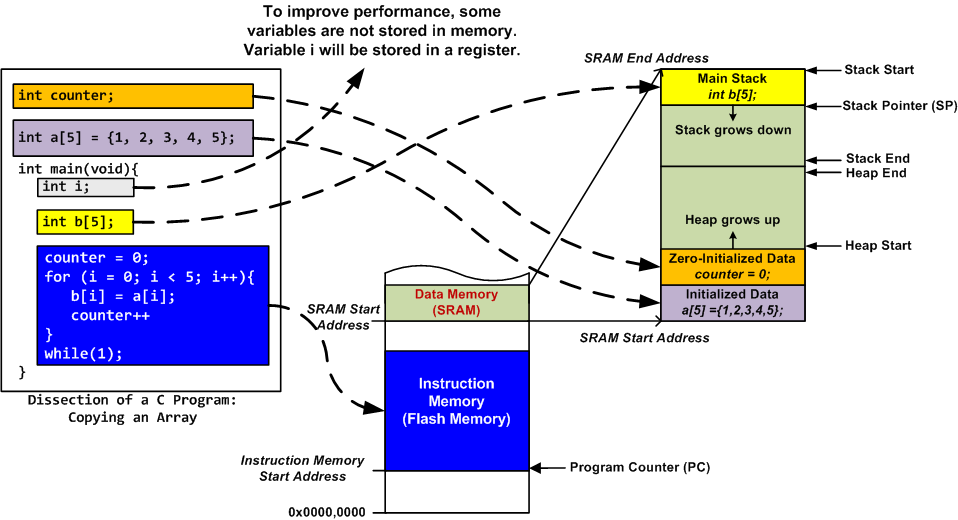 To improve performance, some
variables are not stored in memory.
Variable i will be stored in a register.
int counter;
int a[5] = {1, 2, 3, 4, 5};
int main(void){
int i;
int b[5];
counter = 0;
for (i = 0; i < 5; i++){
b[i] = a[i];
counter++
}
while(1);
}
Dissection of a C Program:
Copying an Array
SRAM Start
Address
Data Memory
(SRAM)
Instruction
Memory
(Flash Memory)
Instruction Memory
Start Address
Program Counter (PC)
0x0000,0000
SRAM End Address
Main Stack
int b[5];
Stack grows down
Heap grows up
Zero-Initialized Data
counter = 0;
Initialized Data
a[5] ={1,2,3,4,5};
SRAM Start Address
Stack Start
Stack Pointer (SP)
Stack End
Heap End
Heap Start